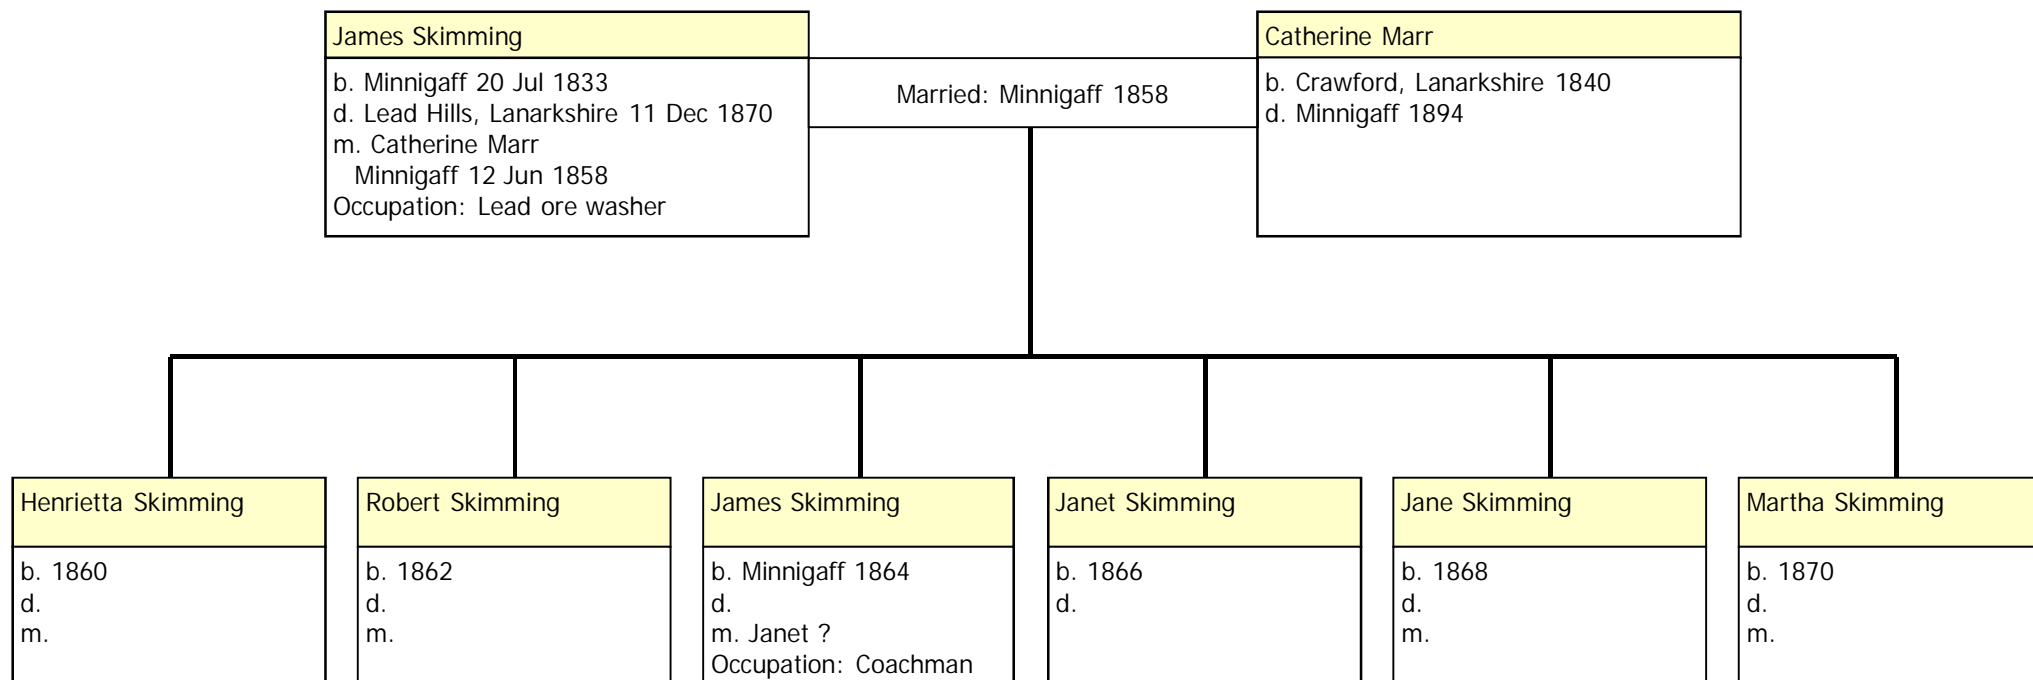 James Skimming
b. Minnigaff 20 Jul 1833
d. Lead Hills, Lanarkshire 11 Dec 1870
m. Catherine Marr
Minnigaff 12 Jun 1858
Occupation: Lead ore washer
Married: Minnigaff 1858
Catherine Marr
b. Crawford, Lanarkshire 1840
d. Minnigaff 1894
Henrietta Skimming
b. 1860
d.
m.
Robert Skimming
b. 1862
d.
m.
James Skimming
b. Minnigaff 1864
d.
m. Janet ?
Occupation: Coachman
Janet Skimming
b. 1866
d.
Jane Skimming
b. 1868
d.
m.
Martha Skimming
b. 1870
d.
m.